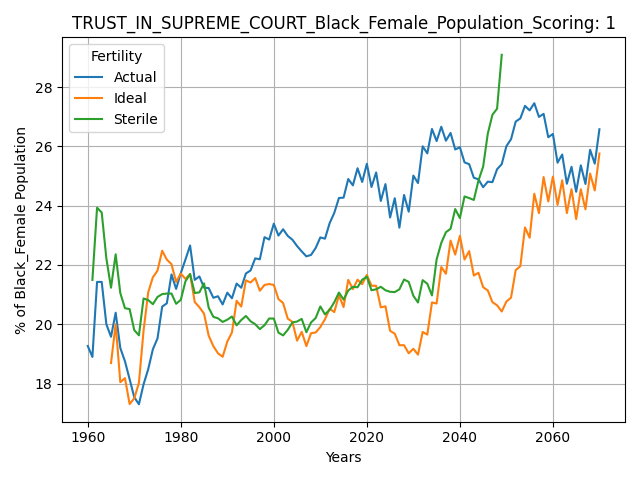 TRUST_IN_SUPREME_COURT_Black_Female_Population_Scoring: 1
Fertility
Actual
Ideal
Sterile
% of Black_Female Population
28
26
24
22
20
18
1960 1980 2000 2020 2040 2060
Years